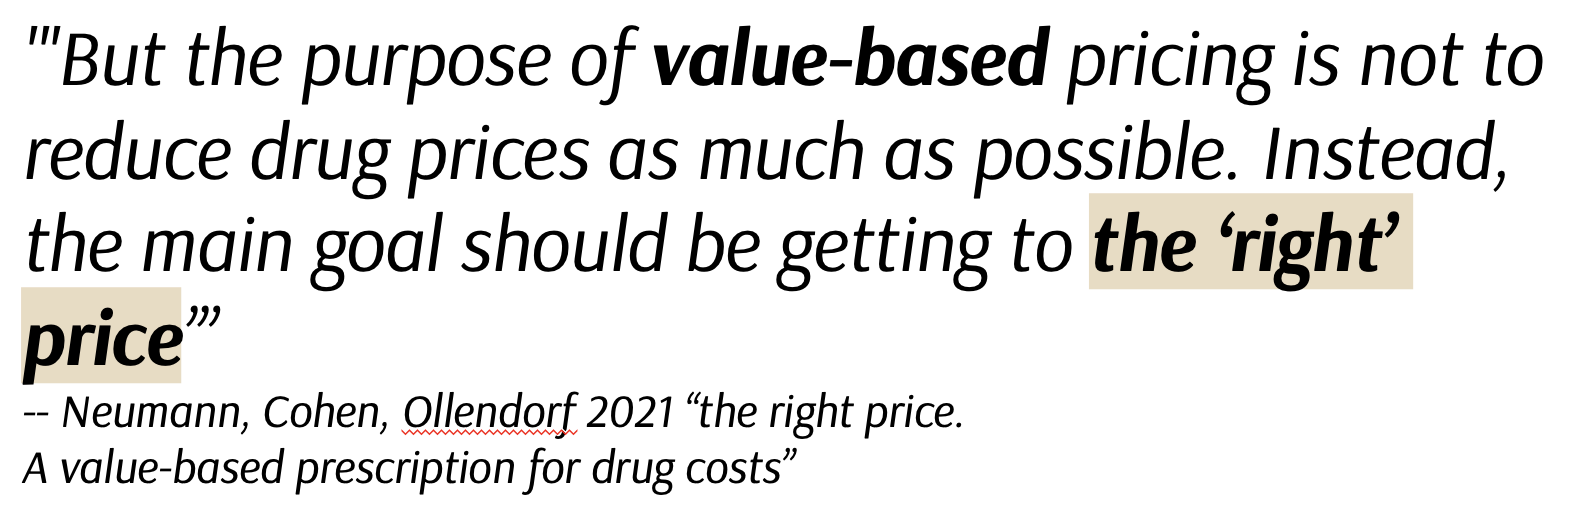 "'But the purpose of value-based pricing is not to
reduce drug prices as much as possible. Instead,
the main goal should be getting to the ‘right’
price’”
-- Neumann, Cohen, Ollendorf 2021 “the right price.
A value-based prescription for drug costs”